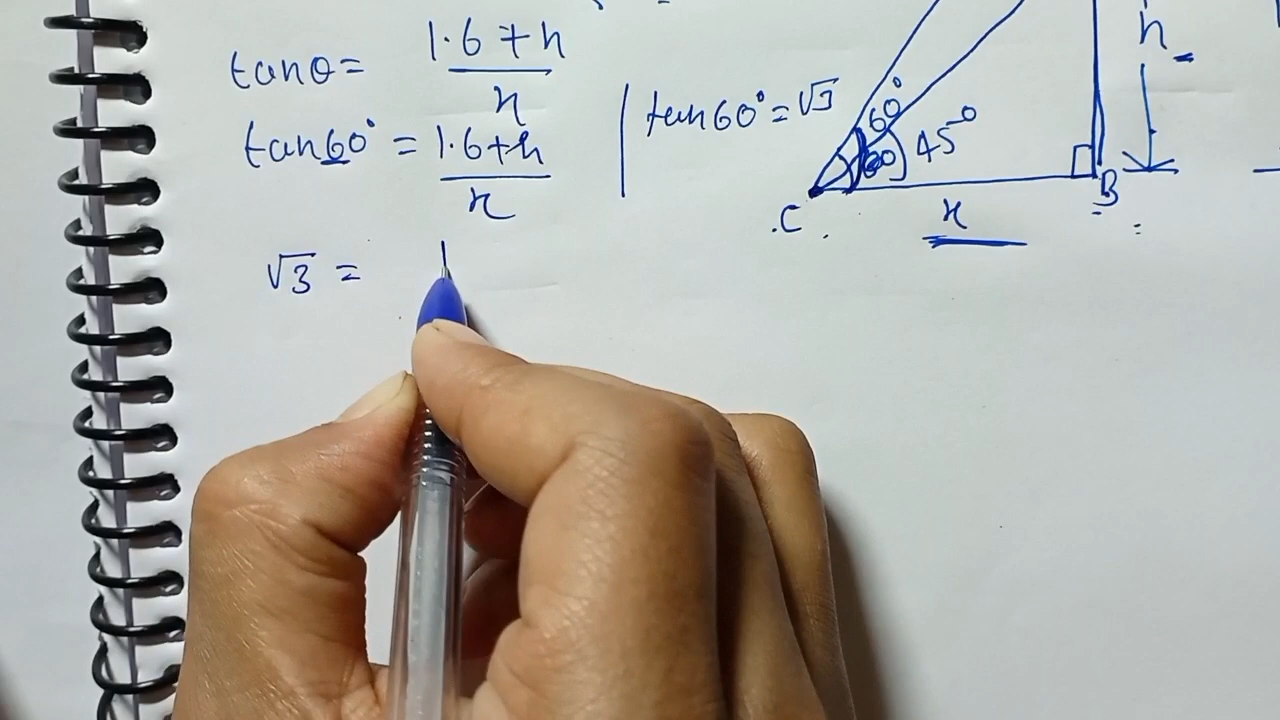 tanθ = 1.6+h / x
tan60° = 1.6+h / x
tan60° = √3
√3 =
60°
60
45°
h
C
x
B